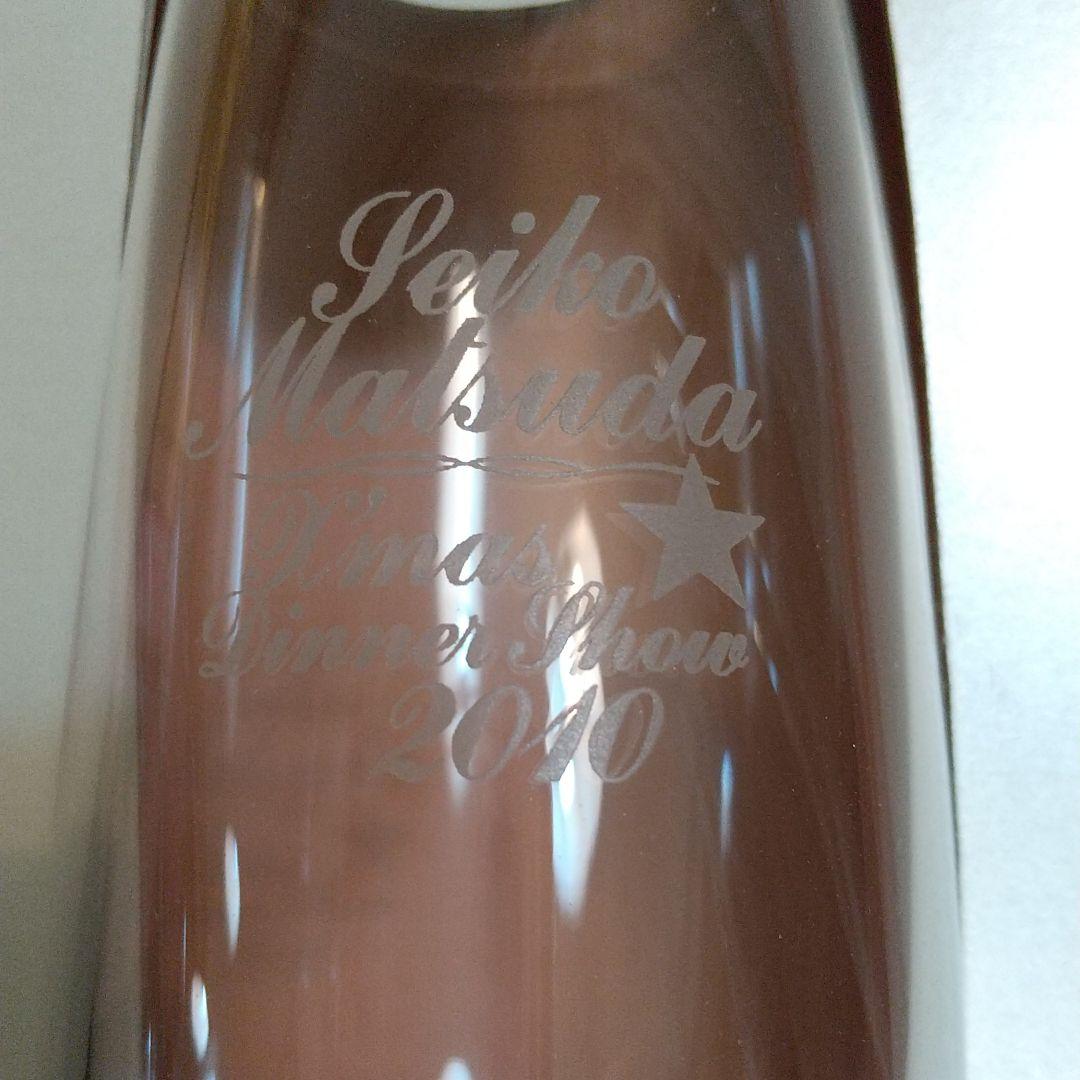 Seiko
Matsuda
X'mas
Dinner Show
2010